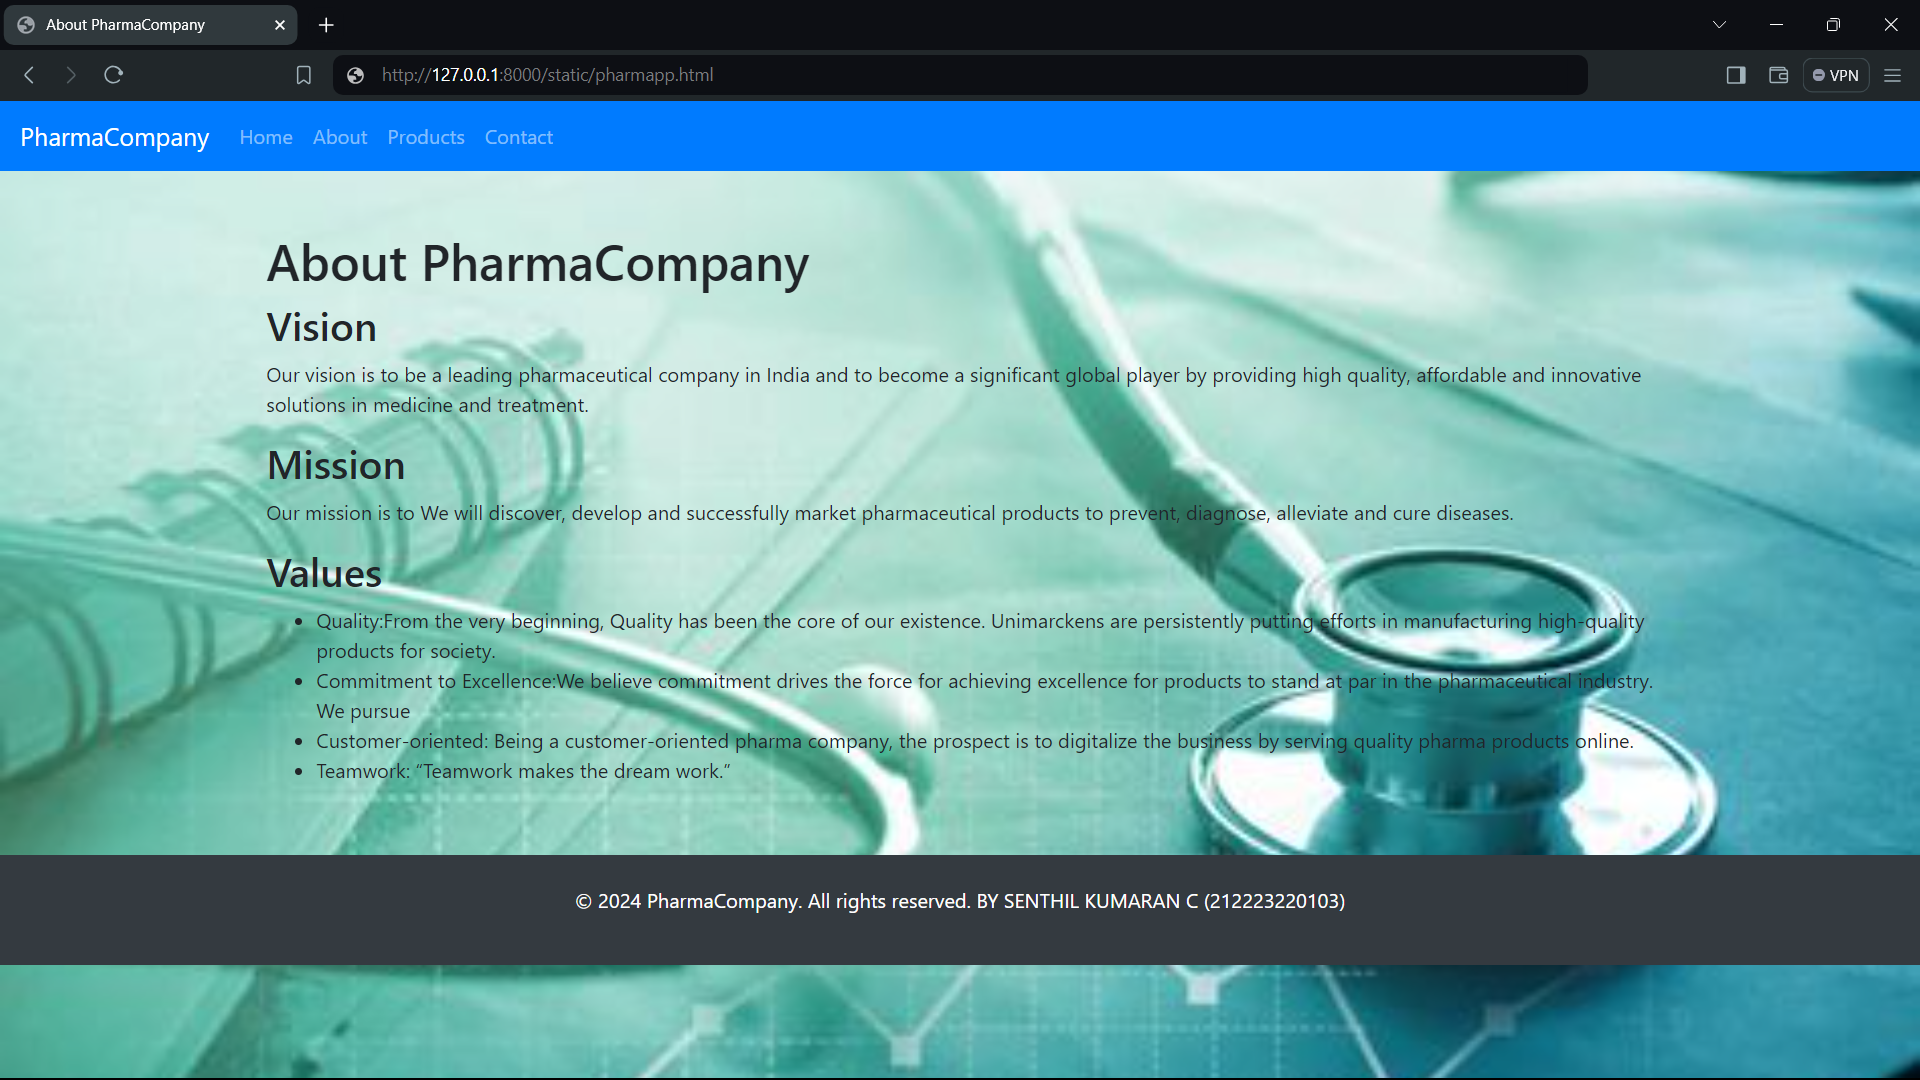 About PharmaCompany
http://127.0.0.1:8000/static/pharmapp.html
VPN
PharmaCompany Home About Products Contact
About PharmaCompany
Vision
Our vision is to be a leading pharmaceutical company in India and to become a significant global player by providing high quality, affordable and innovative
solutions in medicine and treatment.
Mission
Our mission is to We will discover, develop and successfully market pharmaceutical products to prevent, diagnose, alleviate and cure diseases.
Values
• Quality:From the very beginning, Quality has been the core of our existence. Unimarckens are persistently putting efforts in manufacturing high-quality
products for society.
• Commitment to Excellence:We believe commitment drives the force for achieving excellence for products to stand at par in the pharmaceutical industry.
We pursue
• Customer-oriented: Being a customer-oriented pharma company, the prospect is to digitalize the business by serving quality pharma products online.
• Teamwork: “Teamwork makes the dream work.”
© 2024 PharmaCompany. All rights reserved. BY SENTHIL KUMARAN C (212223220103)